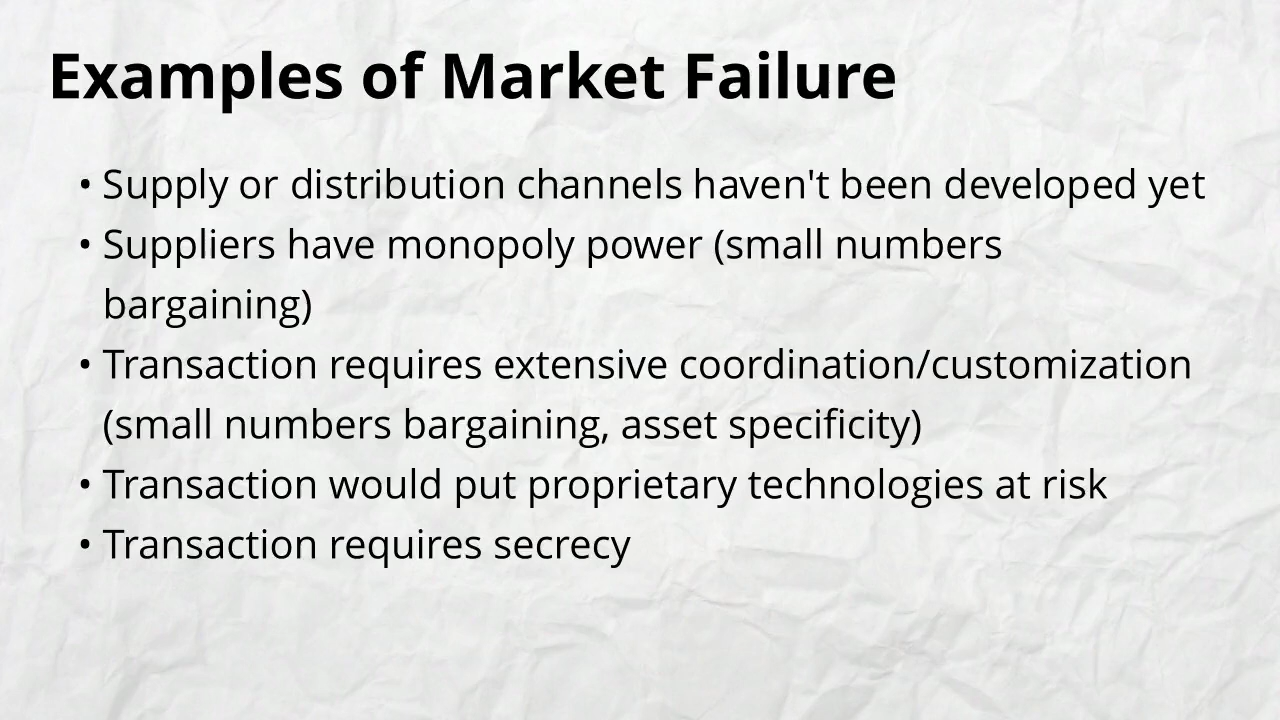 Examples of Market Failure
• Supply or distribution channels haven't been developed yet
• Suppliers have monopoly power (small numbers
bargaining)
• Transaction requires extensive coordination/customization
(small numbers bargaining, asset specificity)
• Transaction would put proprietary technologies at risk
• Transaction requires secrecy